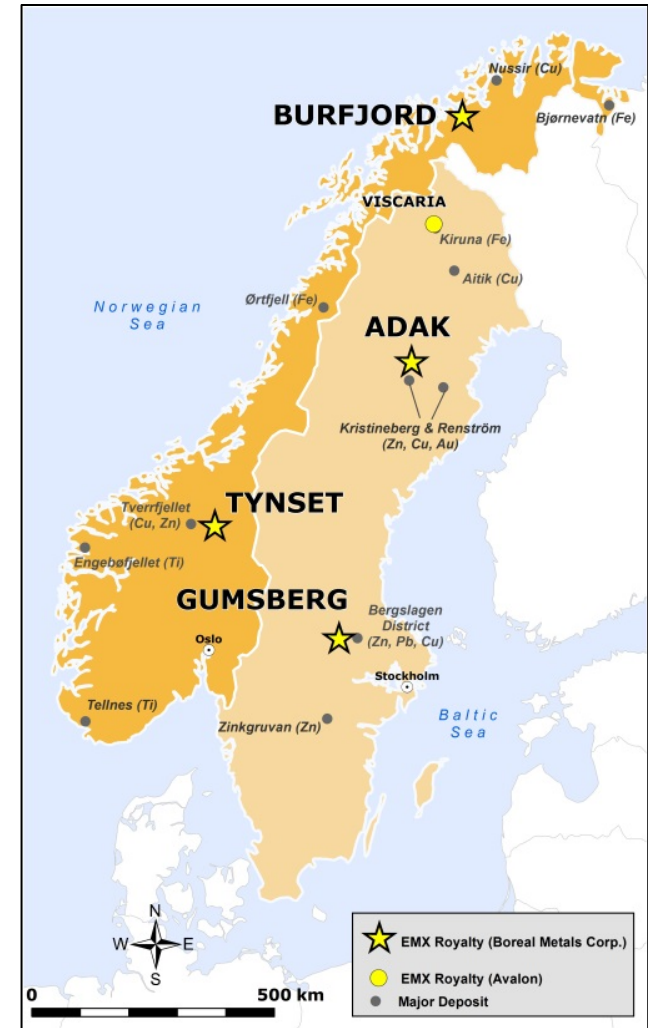 Nussir (Cu)
BURFJORD
Bjørnevatn (Fe)
VISCARIA
Kiruna (Fe)
Aitik (Cu)
Norwegian
Sea
Ørtfjell (Fe)
ADAK
Kristineberg & Renström
(Zn, Cu, Au)
TYNSET
Tverrfjellet
(Cu, Zn)
Engebøfjellet (Ti)
GUMSBERG
Bergslagen
District
(Zn, Pb, Cu)
Oslo
Stockholm
Tellnes (Ti)
Zinkgruvan (Zn)
Baltic
Sea
N
W E
S
0 500 km
EMX Royalty (Boreal Metals Corp.)
EMX Royalty (Avalon)
Major Deposit